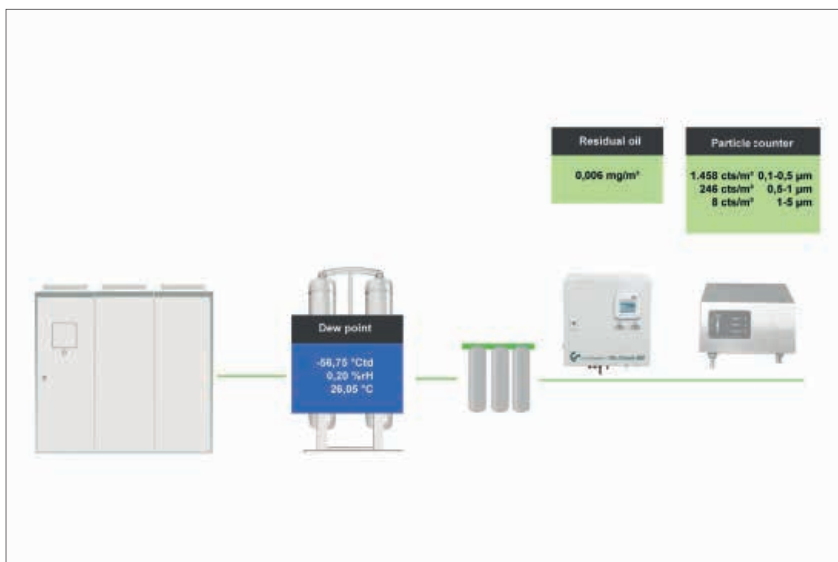 Residual oil
0,006 mg/m³
Particle counter
1.458 cts/m³ 0,1-0,5 µm
246 cts/m³ 0,5-1 µm
8 cts/m³ 1-5 µm
Dew point
-56,75 °Ctd
0,20 %rH
26,05 °C